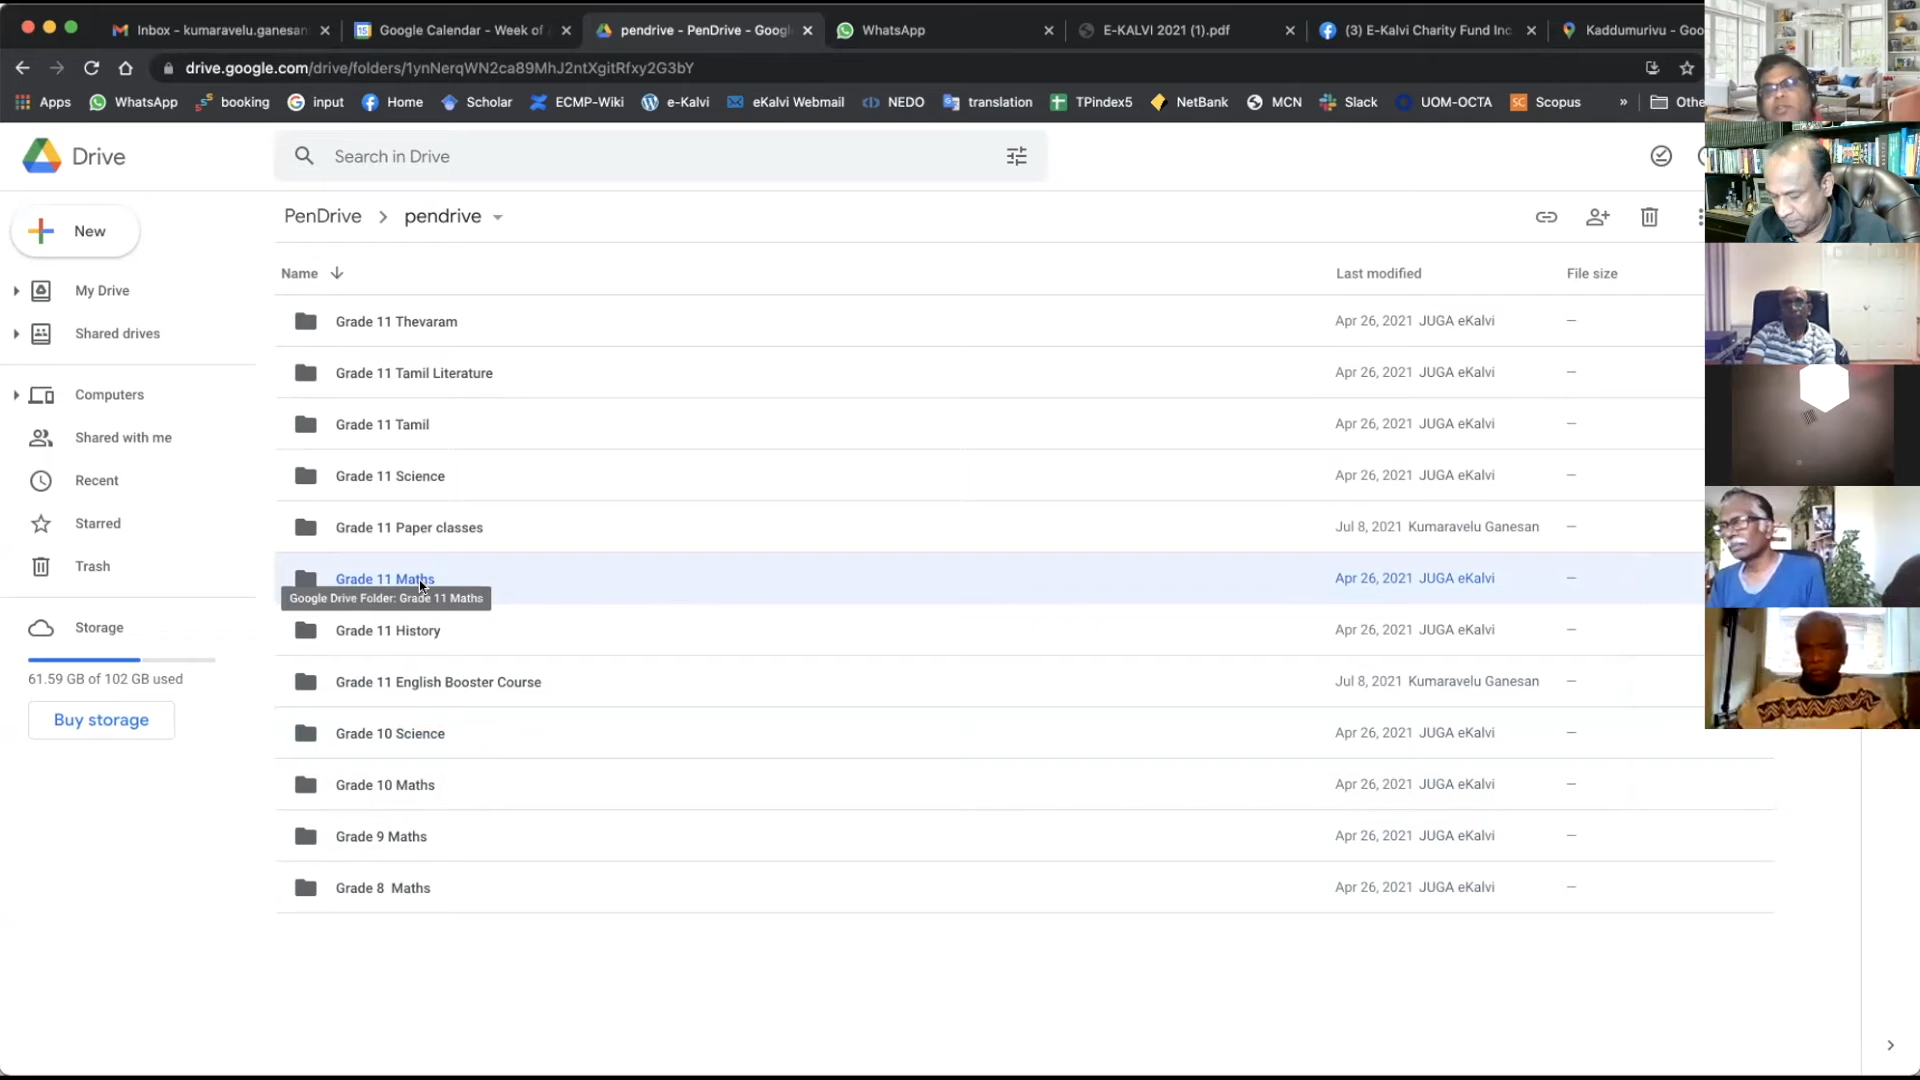 Inbox - kumaravelu.ganesan
Google Calendar - Week of
pendrive - PenDrive - Googl
WhatsApp
E-KALVI 2021 (1).pdf
(3) E-Kalvi Charity Fund Inc.
Kaddumurivu - Goo
drive.google.com/drive/folders/1ynNerqWN2ca89MhJ2ntXgitRfxy2G3bY
Apps WhatsApp booking input Home Scholar ECMP-Wiki e-Kalvi eKalvi Webmail NEDO translation TPindex5 NetBank MCN Slack UOM-OCTA Scopus » Othe
Drive
Search in Drive
New
PenDrive > pendrive
Name Last modified File size
My Drive
Shared drives
Computers
Shared with me
Recent
Starred
Trash
Storage
61.59 GB of 102 GB used
Buy storage
Grade 11 Thevaram Apr 26, 2021 JUGA eKalvi –
Grade 11 Tamil Literature Apr 26, 2021 JUGA eKalvi –
Grade 11 Tamil Apr 26, 2021 JUGA eKalvi –
Grade 11 Science Apr 26, 2021 JUGA eKalvi –
Grade 11 Paper classes Jul 8, 2021 Kumaravelu Ganesan –
Grade 11 Maths Apr 26, 2021 JUGA eKalvi –
Google Drive Folder: Grade 11 Maths
Grade 11 History Apr 26, 2021 JUGA eKalvi –
Grade 11 English Booster Course Jul 8, 2021 Kumaravelu Ganesan –
Grade 10 Science Apr 26, 2021 JUGA eKalvi –
Grade 10 Maths Apr 26, 2021 JUGA eKalvi –
Grade 9 Maths Apr 26, 2021 JUGA eKalvi –
Grade 8 Maths Apr 26, 2021 JUGA eKalvi –